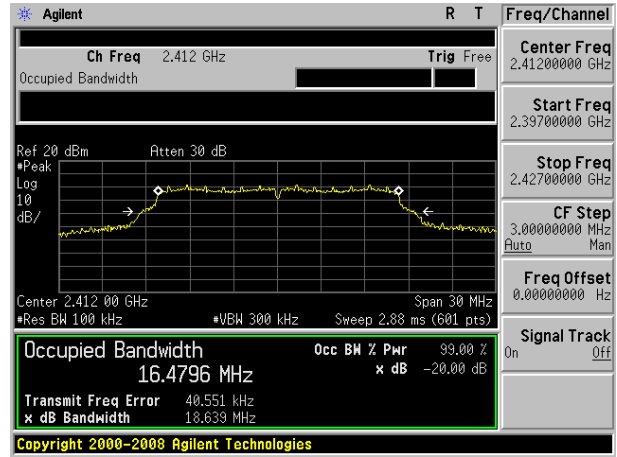 Agilent R T
Freq/Channel
Ch Freq 2.412 GHz Trig Free
Occupied Bandwidth
Center Freq
2.41200000 GHz
Start Freq
2.39700000 GHz
Stop Freq
2.42700000 GHz
CF Step
3.00000000 MHz
Auto Man
Freq Offset
0.00000000 Hz
Signal Track
On Off
Ref 20 dBm Atten 30 dB
#Peak
Log
10
dB/
Center 2.412 00 GHz Span 30 MHz
#Res BW 100 kHz #VBW 300 kHz Sweep 2.88 ms (601 pts)
Occupied Bandwidth Occ BW % Pwr 99.00 %
16.4796 MHz x dB -20.00 dB
Transmit Freq Error 40.551 kHz
x dB Bandwidth 18.639 MHz
Copyright 2000-2008 Agilent Technologies